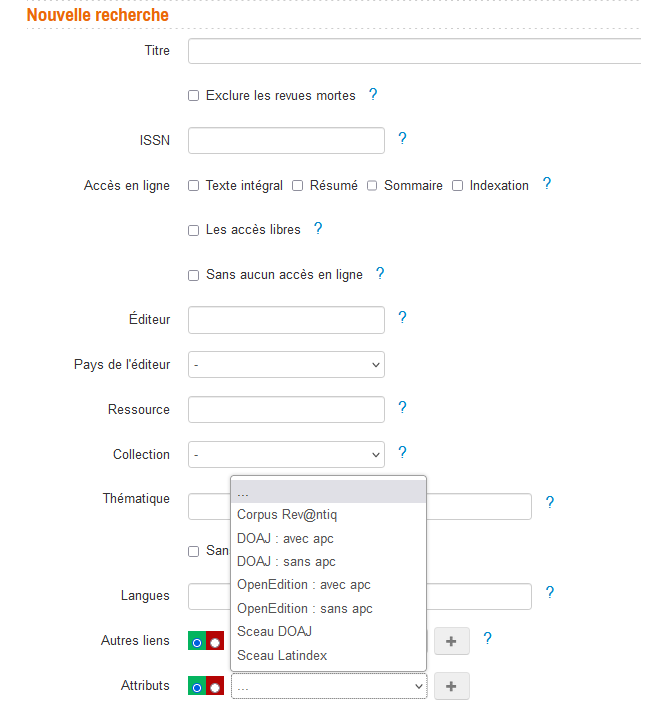 Nouvelle recherche
Titre
Exclure les revues mortes ?
ISSN ?
Accès en ligne Texte intégral Résumé Sommaire Indexation ?
Les accès libres ?
Sans aucun accès en ligne ?
Éditeur ?
Pays de l'éditeur -
Ressource ?
Collection - ?
Thématique ?
...
Corpus Rev@ntiq
DOAJ : avec apc
DOAJ : sans apc
OpenEdition : avec apc
OpenEdition : sans apc
Sceau DOAJ
Sceau Latindex
San
Langues ?
Autres liens + ?
Attributs ... +